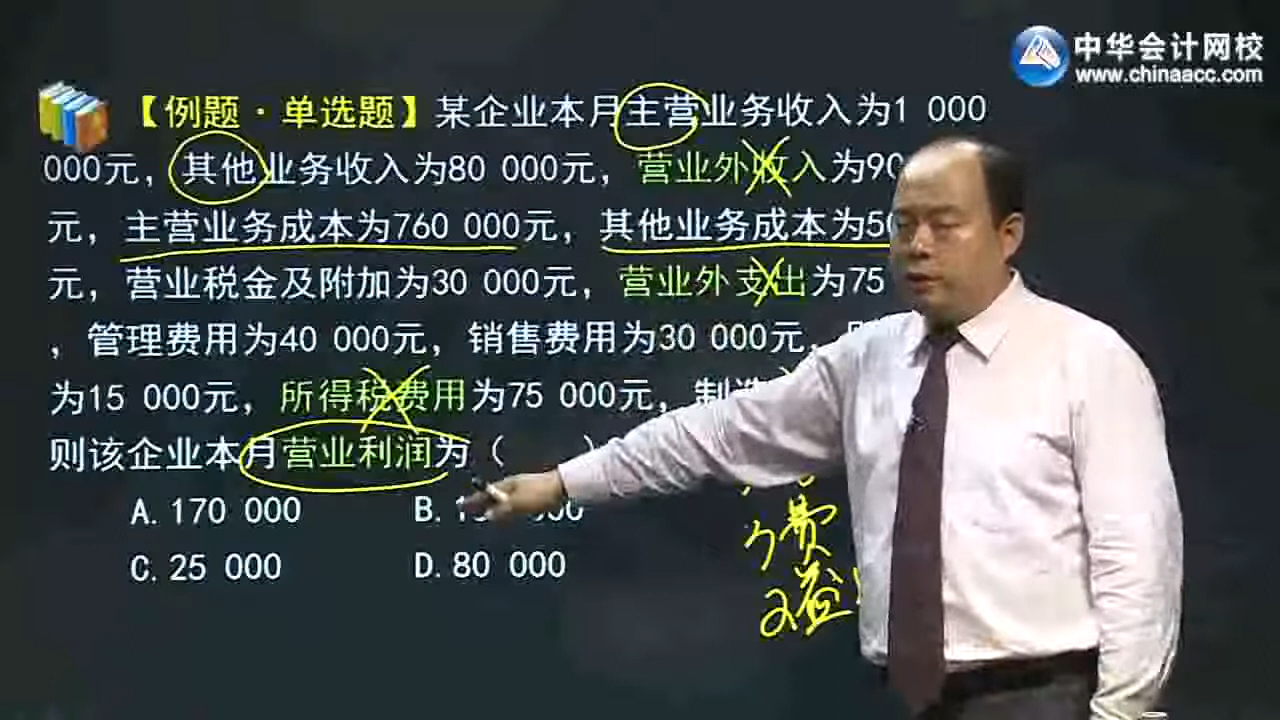 中华会计网校
www.chinaacc.com
【例题·单选题】某企业本月主营业务收入为1 000
000元，其他业务收入为80 000元，营业外收入为90
元，主营业务成本为760 000元，其他业务成本为50
元，营业税金及附加为30 000元，营业外支出为75
，管理费用为40 000元，销售费用为30 000元，
为15 000元，所得税费用为75 000元，制造
则该企业本月营业利润为（ ）
A. 170 000
B.
C. 25 000
D. 80 000
3费
2益